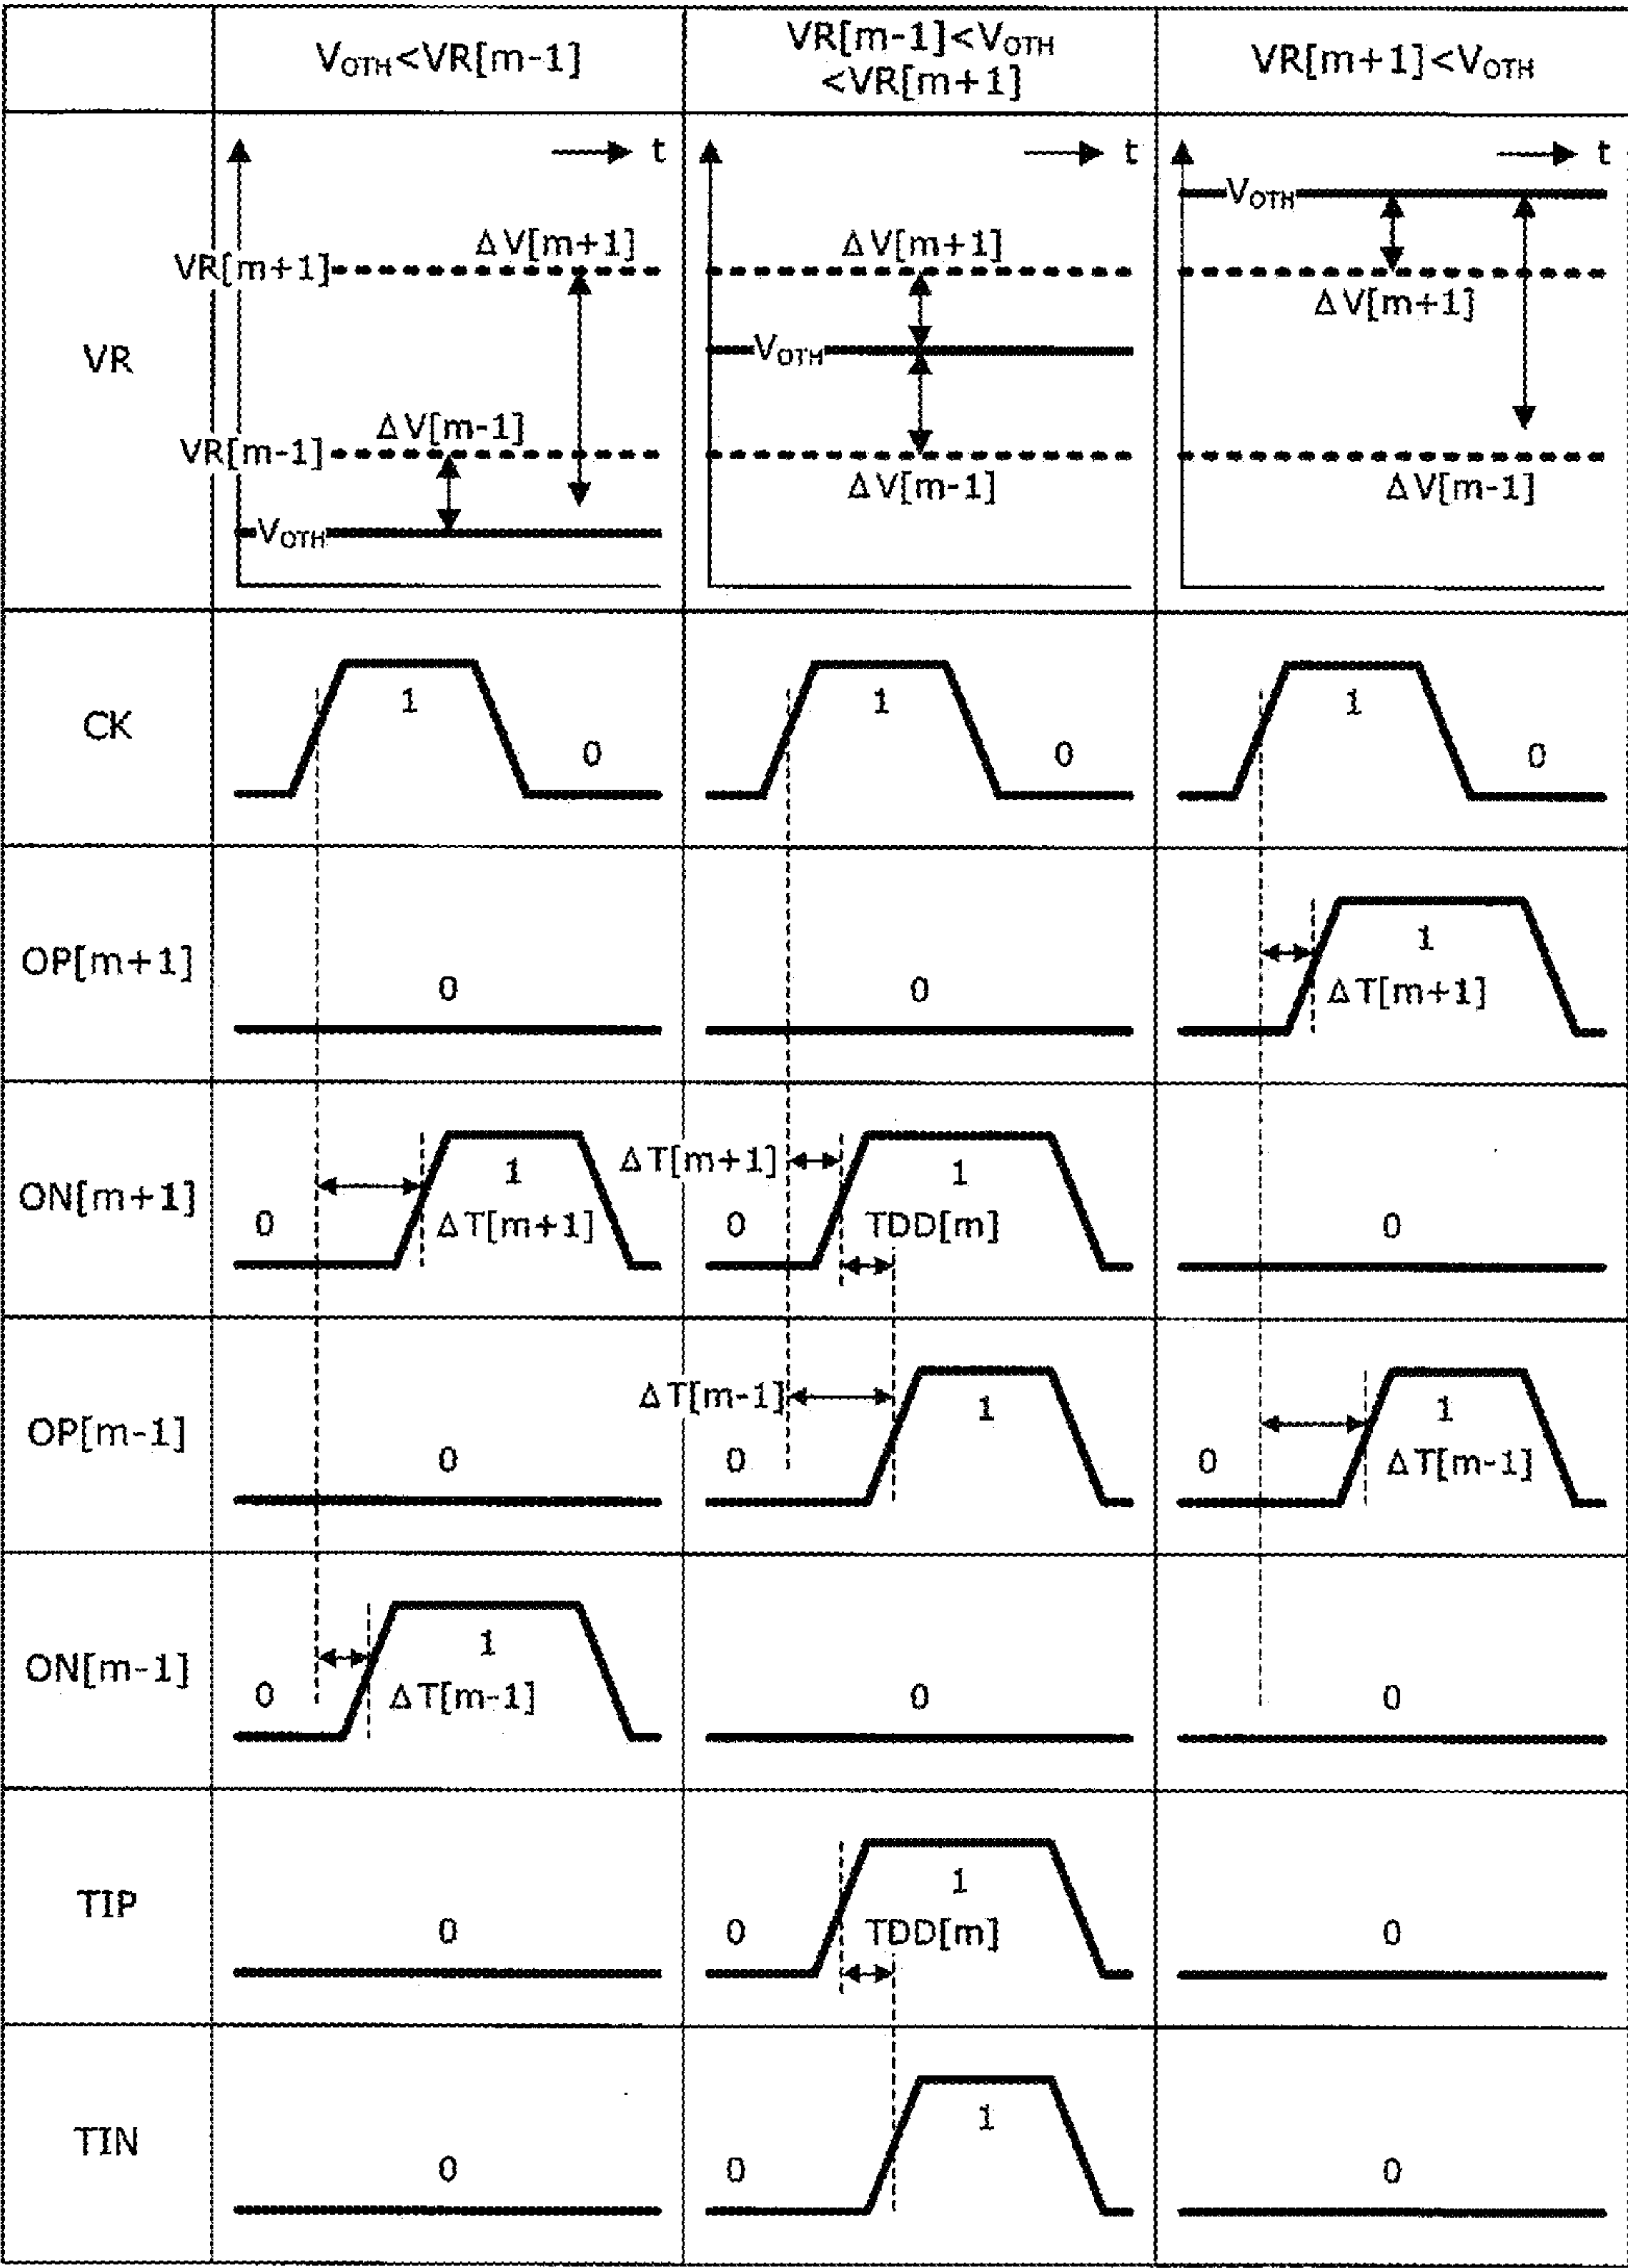 V_OTH<VR[m-1]
VR[m-1]<V_OTH
<VR[m+1]
VR[m+1]<V_OTH
VR
t
ΔV[m+1]
VR[m+1]
ΔV[m-1]
VR[m-1]
V_OTH
t
ΔV[m+1]
V_OTH
ΔV[m-1]
t
V_OTH
ΔV[m+1]
ΔV[m-1]
CK
1
0
1
0
1
0
OP[m+1]
0
0
1
ΔT[m+1]
ON[m+1]
0
1
ΔT[m+1]
ΔT[m+1]
0
1
TDD[m]
0
OP[m-1]
0
ΔT[m-1]
0
1
0
1
ΔT[m-1]
ON[m-1]
0
1
ΔT[m-1]
0
0
TIP
0
0
1
TDD[m]
0
TIN
0
0
1
0